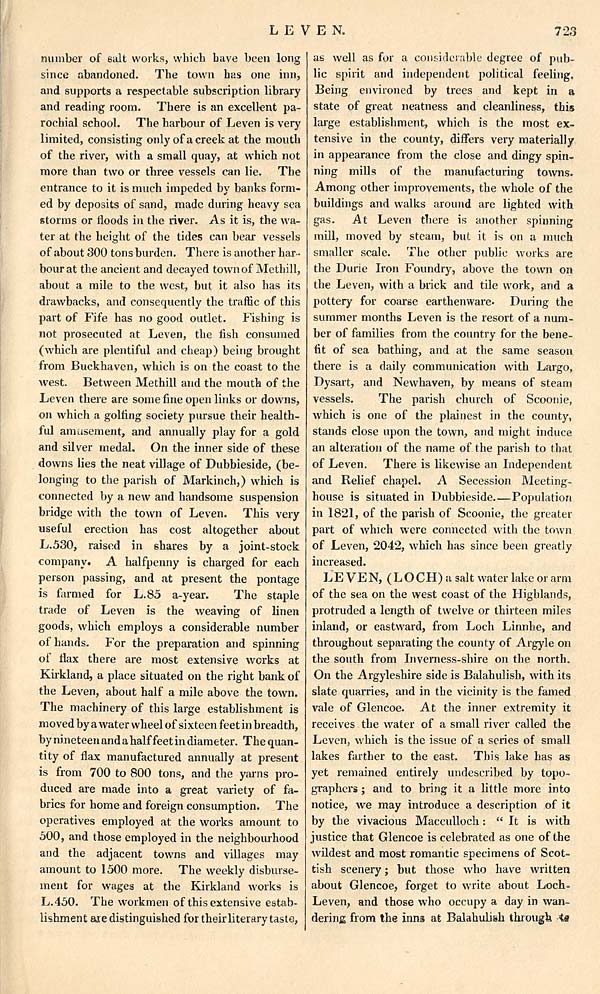 LEVEN.
723
number of salt works, which have been long
since abandoned. The town has one inn,
and supports a respectable subscription library
and reading room. There is an excellent pa-
rochial school. The harbour of Leven is very
limited, consisting only of a creek at the mouth
of the river, with a small quay, at which not
more than two or three vessels can lie. The
entrance to it is much impeded by banks form-
ed by deposits of sand, made during heavy sea
storms or floods in the river. As it is, the wa-
ter at the height of the tides can bear vessels
of about 300 tons burden. There is another har-
bour at the ancient and decayed town of Methill,
about a mile to the west, but it also has its
drawbacks, and consequently the traffic of this
part of Fife has no good outlet. Fishing is
not prosecuted at Leven, the fish consumed
(which are plentiful and cheap) being brought
from Buckhaven, which is on the coast to the
west. Between Methill and the mouth of the
Leven there are some fine open links or downs,
on which a golfing society pursue their health-
ful amusement, and annually play for a gold
and silver medal. On the inner side of these
downs lies the neat village of Dubbieside, (be-
longing to the parish of Markinch,) which is
connected by a new and handsome suspension
bridge with the town of Leven. This very
useful erection has cost altogether about
L.530, raised in shares by a joint-stock
company. A halfpenny is charged for each
person passing, and at present the pontage
is farmed for L.85 a-year. The staple
trade of Leven is the weaving of linen
goods, which employs a considerable number
of hands. For the preparation and spinning
of flax there are most extensive works at
Kirkland, a place situated on the right bank of
the Leven, about half a mile above the town.
The machinery of this large establishment is
moved by a water wheel of sixteen feet in breadth,
by nineteen and a half feet in diameter. The quan-
tity of flax manufactured annually at present
is from 700 to 800 tons, and the yarns pro-
duced are made into a great variety of fa-
brics for home and foreign consumption. The
operatives employed at the works amount to
500, and those employed in the neighbourhood
and the adjacent towns and villages may
amount to 1500 more. The weekly disburse-
ment for wages at the Kirkland works is
L.450. The workmen of this extensive estab-
lishment are distinguished for their literary taste,
as well as for a considerable degree of pub-
lic spirit and independent political feeling.
Being environed by trees and kept in a
state of great neatness and cleanliness, this
large establishment, which is the most ex-
tensive in the county, differs very materially
in appearance from the close and dingy spin-
ning mills of the manufacturing towns.
Among other improvements, the whole of the
buildings and walks around are lighted with
gas. At Leven there is another spinning
mill, moved by steam, but it is on a much
smaller scale. The other public works are
the Durie Iron Foundry, above the town on
the Leven, with a brick and tile work, and a
pottery for coarse earthenware. During the
summer months Leven is the resort of a num-
ber of families from the country for the bene-
fit of sea bathing, and at the same season
there is a daily communication with Largo,
Dysart, and Newhaven, by means of steam
vessels. The parish church of Scoonie,
which is one of the plainest in the county,
stands close upon the town, and might induce
an alteration of the name of the parish to that
of Leven. There is likewise an Independent
and Relief chapel. A Secession Meeting-
house is situated in Dubbieside.—Population
in 1821, of the parish of Scoonie, the greater
part of which were connected with the town
of Leven, 2042, which has since been greatly
increased.
LEVEN, (LOCH) a salt water lake or arm
of the sea on the west coast of the Highlands,
protruded a length of twelve or thirteen miles
inland, or eastward, from Loch Linnhe, and
throughout separating the county of Argyle on
the south from Inverness-shire on the north.
On the Argyleshire side is Balahulish, with its
slate quarries, and in the vicinity is the famed
vale of Glencoe. At the inner extremity it
receives the water of a small river called the
Leven, which is the issue of a series of small
lakes farther to the east. This lake has as
yet remained entirely undescribed by topo-
graphers; and to bring it a little more into
notice, we may introduce a description of it
by the vivacious Macculloch: “ It is with
justice that Glencoe is celebrated as one of the
wildest and most romantic specimens of Scot-
tish scenery; but those who have written
about Glencoe, forget to write about Loch-
Leven, and those who occupy a day in wan-
dering from the inns at Balahulish through